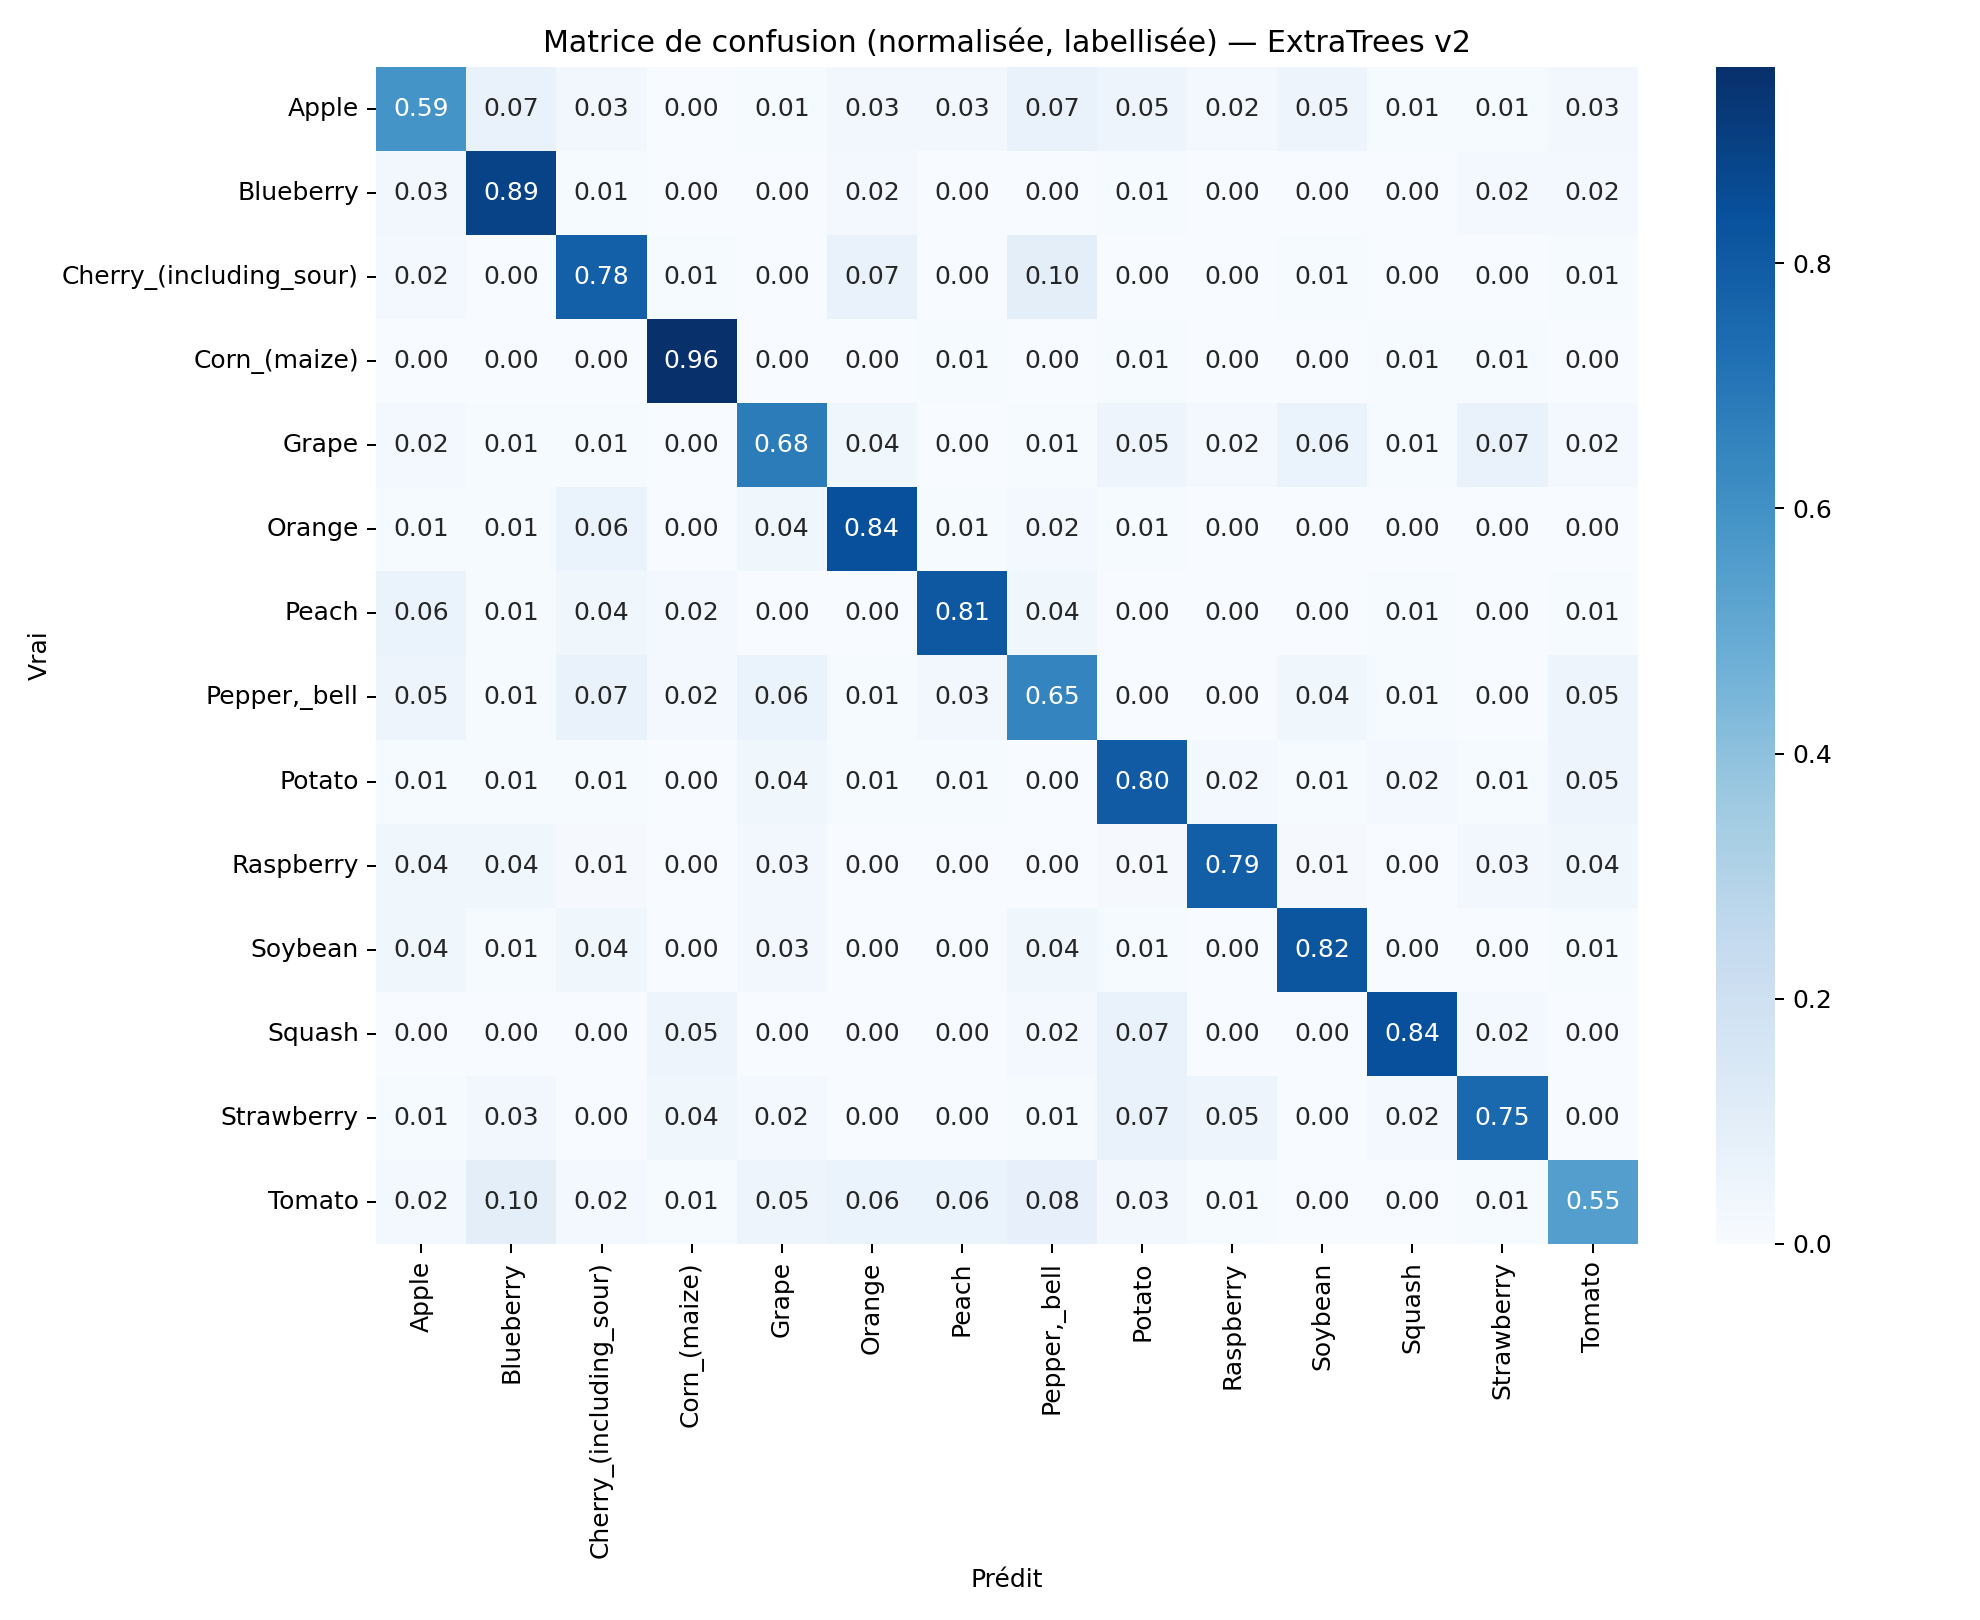 Matrice de confusion (normalisée, labellisée) — ExtraTrees v2
Vrai
Apple 0.59 0.07 0.03 0.00 0.01 0.03 0.03 0.07 0.05 0.02 0.05 0.01 0.01 0.03
Blueberry 0.03 0.89 0.01 0.00 0.00 0.02 0.00 0.00 0.01 0.00 0.00 0.00 0.02 0.02
Cherry_(including_sour) 0.02 0.00 0.78 0.01 0.00 0.07 0.00 0.10 0.00 0.00 0.01 0.00 0.00 0.01
Corn_(maize) 0.00 0.00 0.00 0.96 0.00 0.00 0.01 0.00 0.01 0.00 0.00 0.01 0.01 0.00
Grape 0.02 0.01 0.01 0.00 0.68 0.04 0.00 0.01 0.05 0.02 0.06 0.01 0.07 0.02
Orange 0.01 0.01 0.06 0.00 0.04 0.84 0.01 0.02 0.01 0.00 0.00 0.00 0.00 0.00
Peach 0.06 0.01 0.04 0.02 0.00 0.00 0.81 0.04 0.00 0.00 0.00 0.01 0.00 0.01
Pepper,_bell 0.05 0.01 0.07 0.02 0.06 0.01 0.03 0.65 0.00 0.00 0.04 0.01 0.00 0.05
Potato 0.01 0.01 0.01 0.00 0.04 0.01 0.01 0.00 0.80 0.02 0.01 0.02 0.01 0.05
Raspberry 0.04 0.04 0.01 0.00 0.03 0.00 0.00 0.00 0.01 0.79 0.01 0.00 0.03 0.04
Soybean 0.04 0.01 0.04 0.00 0.03 0.00 0.00 0.04 0.01 0.00 0.82 0.00 0.00 0.01
Squash 0.00 0.00 0.00 0.05 0.00 0.00 0.00 0.02 0.07 0.00 0.00 0.84 0.02 0.00
Strawberry 0.01 0.03 0.00 0.04 0.02 0.00 0.00 0.01 0.07 0.05 0.00 0.02 0.75 0.00
Tomato 0.02 0.10 0.02 0.01 0.05 0.06 0.06 0.08 0.03 0.01 0.00 0.00 0.01 0.55
Apple
Blueberry
Cherry_(including_sour)
Corn_(maize)
Grape
Orange
Peach
Pepper,_bell
Potato
Raspberry
Soybean
Squash
Strawberry
Tomato
Prédit
0.8
0.6
0.4
0.2
0.0